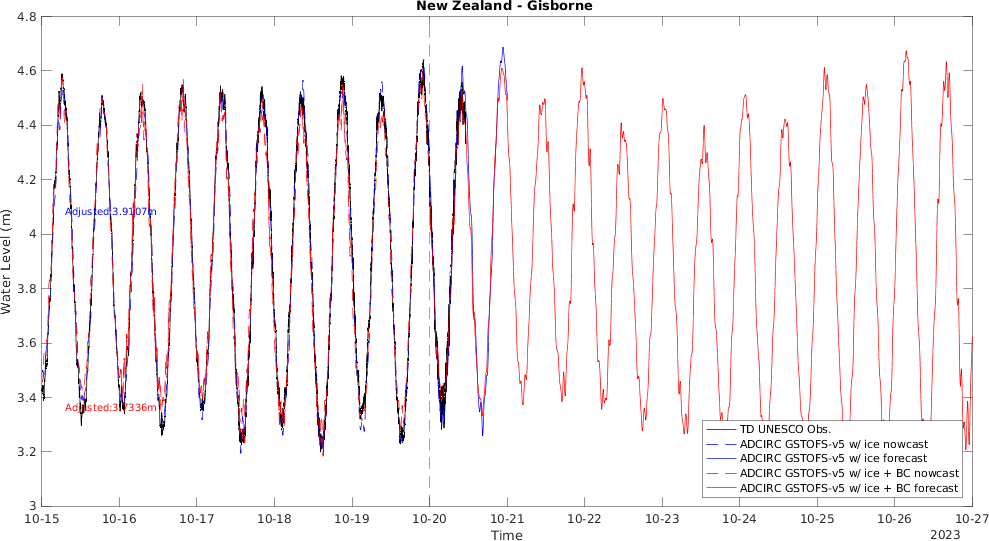 New Zealand - Gisborne
4.8
4.6
4.4
4.2
4
3.8
3.6
3.4
3.2
3
Water Level (m)
Adjusted:3.9107m
Adjusted:3.7336m
TD UNESCO Obs.
ADCIRC GSTOFS-v5 w/ ice nowcast
ADCIRC GSTOFS-v5 w/ ice forecast
ADCIRC GSTOFS-v5 w/ ice + BC nowcast
ADCIRC GSTOFS-v5 w/ ice + BC forecast
10-15 10-16 10-17 10-18 10-19 10-20 10-21 10-22 10-23 10-24 10-25 10-26 10-27
Time
2023